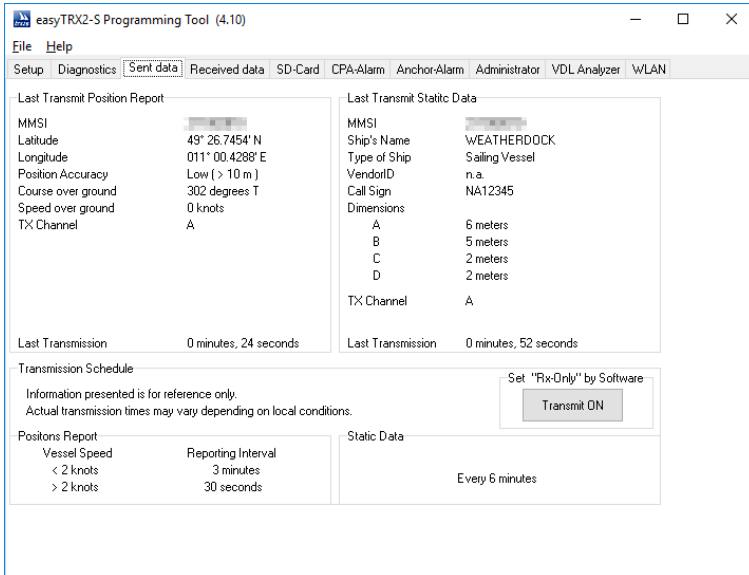 easyTRX2-S Programming Tool (4.10)
File Help
Setup Diagnostics Sent data Received data SD-Card CPA-Alarm Anchor-Alarm Administrator VDL Analyzer WLAN
Last Transmit Position Report
MMSI
Latitude 49° 26.7454' N
Longitude 011° 00.4288' E
Position Accuracy Low ( > 10 m )
Course over ground 302 degrees T
Speed over ground 0 knots
TX Channel A
Last Transmission 0 minutes, 24 seconds
Last Transmit Statitc Data
MMSI
Ship's Name WEATHERDOCK
Type of Ship Sailing Vessel
VendorID n.a.
Call Sign NA12345
Dimensions
A 6 meters
B 5 meters
C 2 meters
D 2 meters
TX Channel A
Last Transmission 0 minutes, 52 seconds
Transmission Schedule
Information presented is for reference only.
Actual transmission times may vary depending on local conditions.
Set "Rx-Only" by Software
Transmit ON
Positons Report
Vessel Speed Reporting Interval
< 2 knots 3 minutes
> 2 knots 30 seconds
Static Data
Every 6 minutes